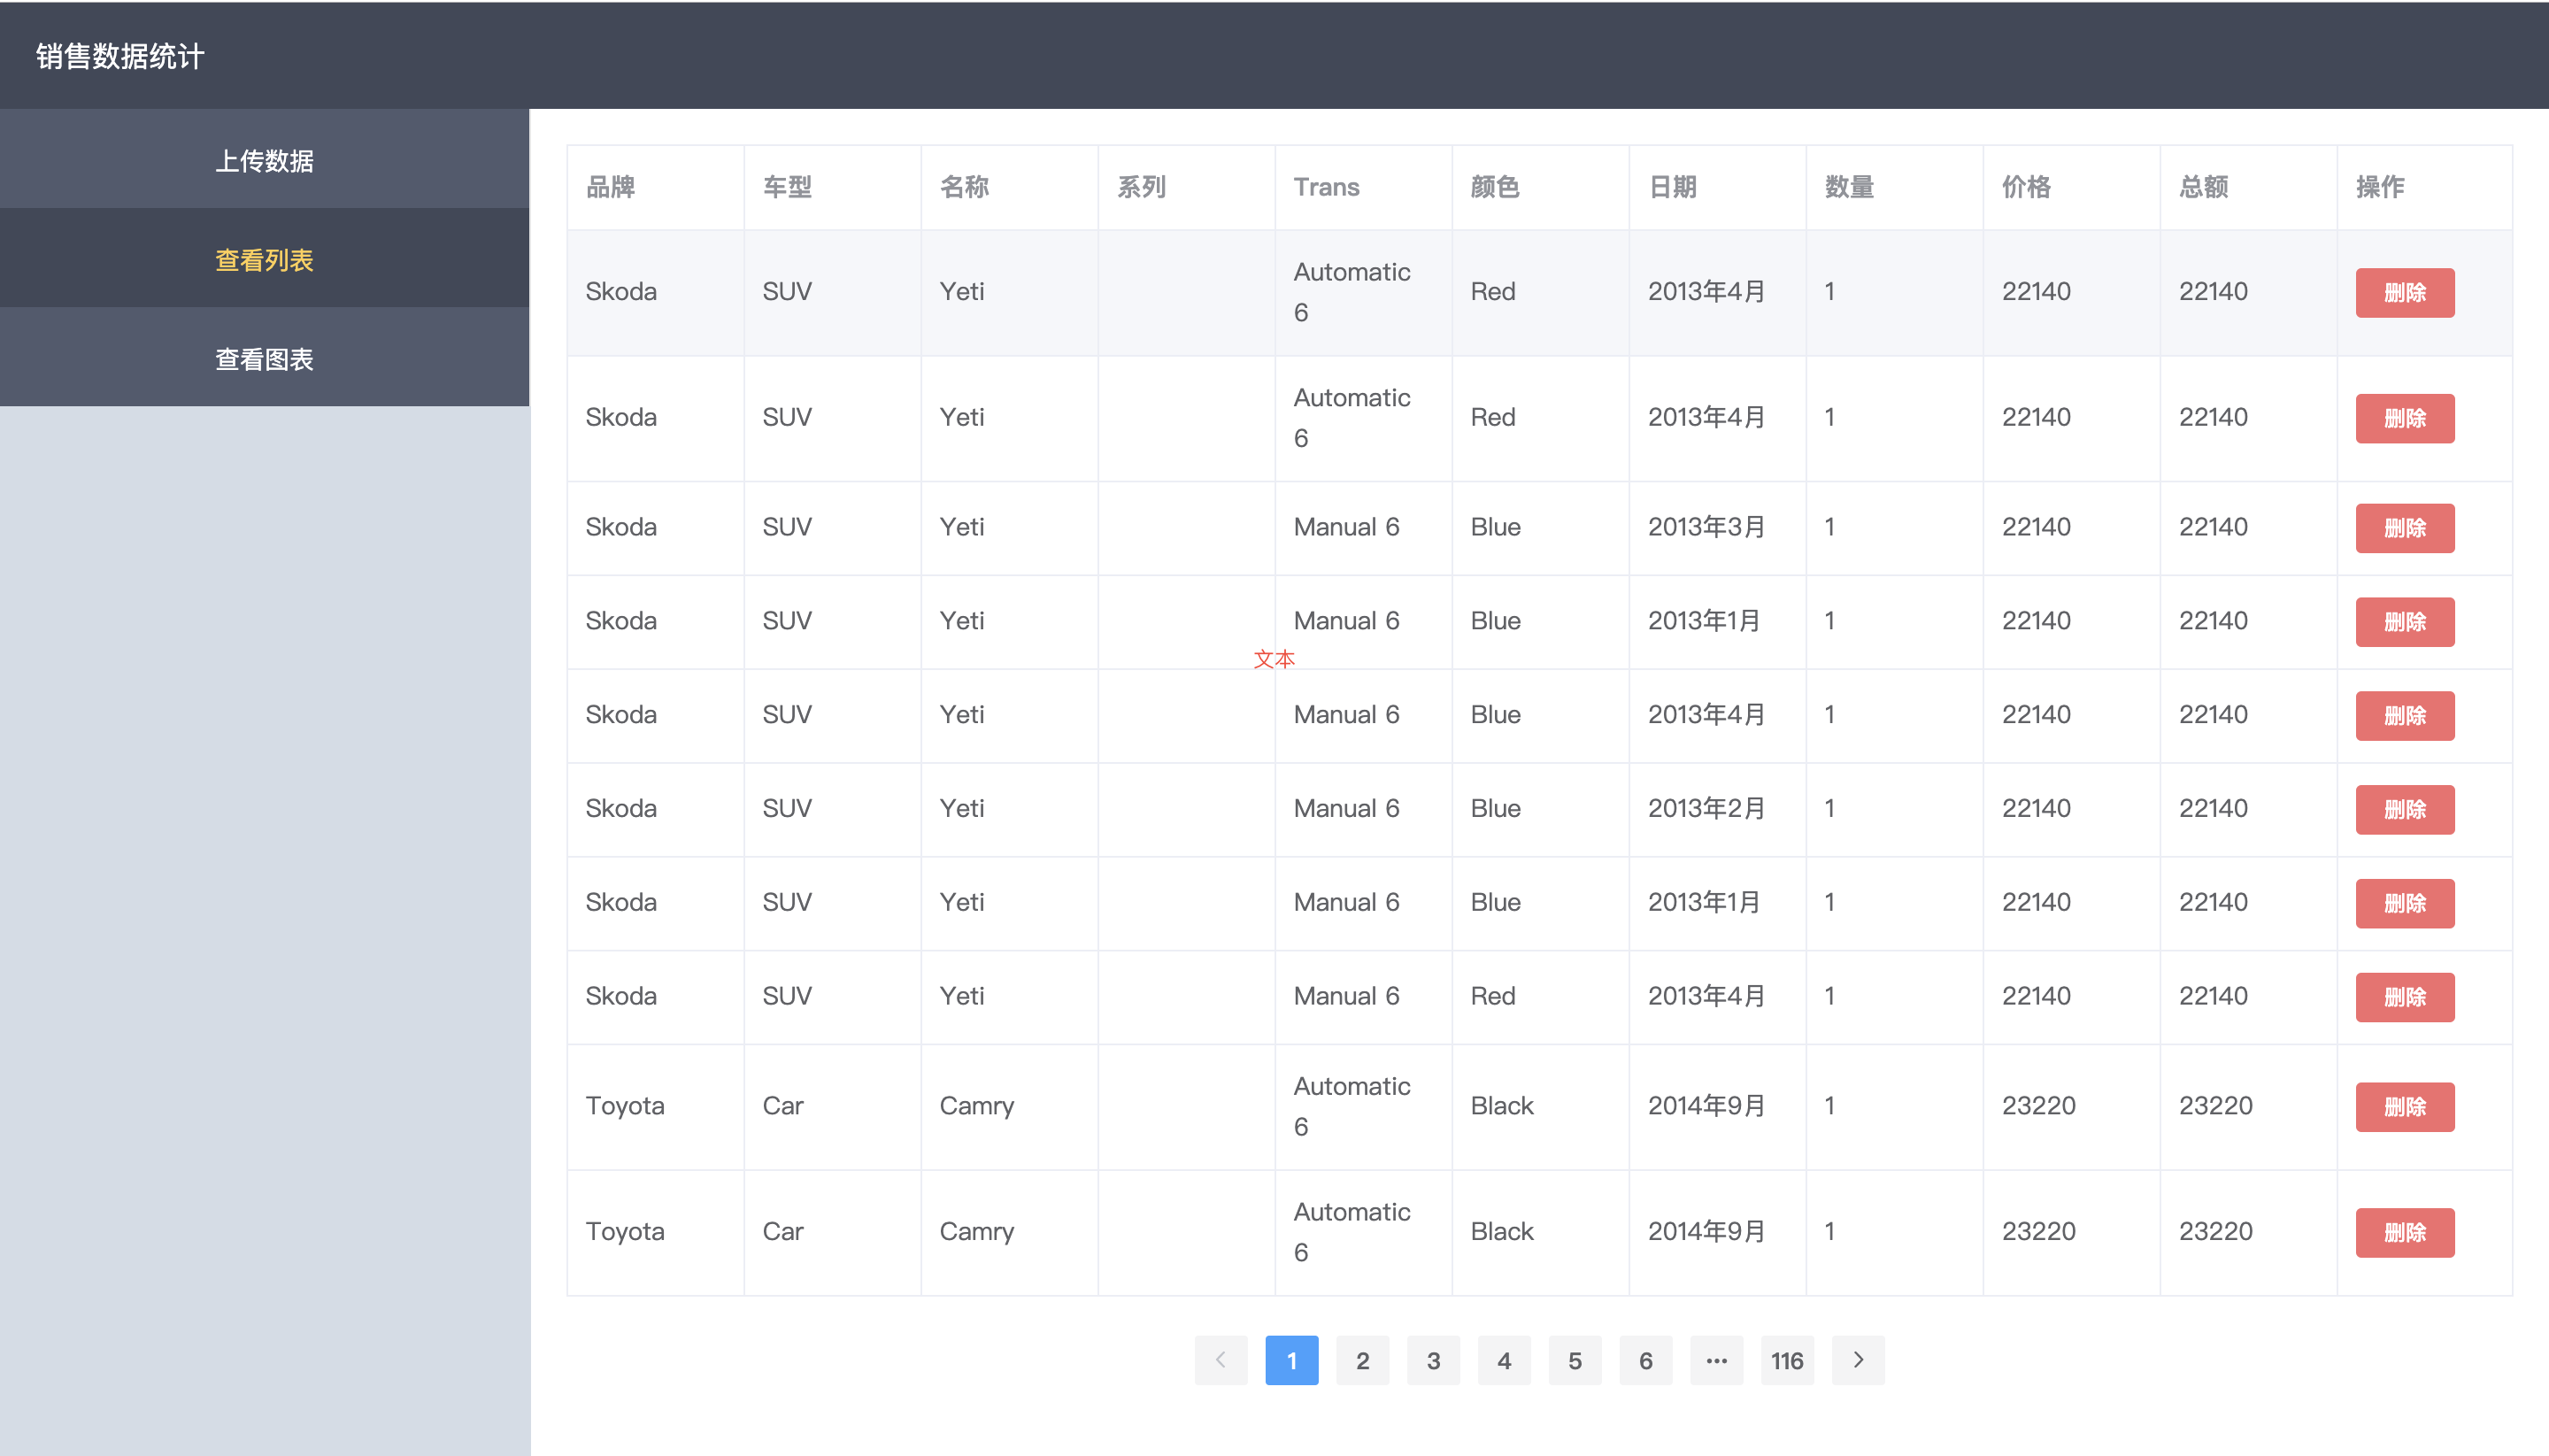 销售数据统计
上传数据
查看列表
查看图表
品牌 车型 名称 系列 Trans 颜色 日期 数量 价格 总额 操作
Skoda SUV Yeti Automatic 6 Red 2013年4月 1 22140 22140 删除
Skoda SUV Yeti Automatic 6 Red 2013年4月 1 22140 22140 删除
Skoda SUV Yeti Manual 6 Blue 2013年3月 1 22140 22140 删除
Skoda SUV Yeti Manual 6 Blue 2013年1月 1 22140 22140 删除
文本
Skoda SUV Yeti Manual 6 Blue 2013年4月 1 22140 22140 删除
Skoda SUV Yeti Manual 6 Blue 2013年2月 1 22140 22140 删除
Skoda SUV Yeti Manual 6 Blue 2013年1月 1 22140 22140 删除
Skoda SUV Yeti Manual 6 Red 2013年4月 1 22140 22140 删除
Toyota Car Camry Automatic 6 Black 2014年9月 1 23220 23220 删除
Toyota Car Camry Automatic 6 Black 2014年9月 1 23220 23220 删除
< 1 2 3 4 5 6 ··· 116 >